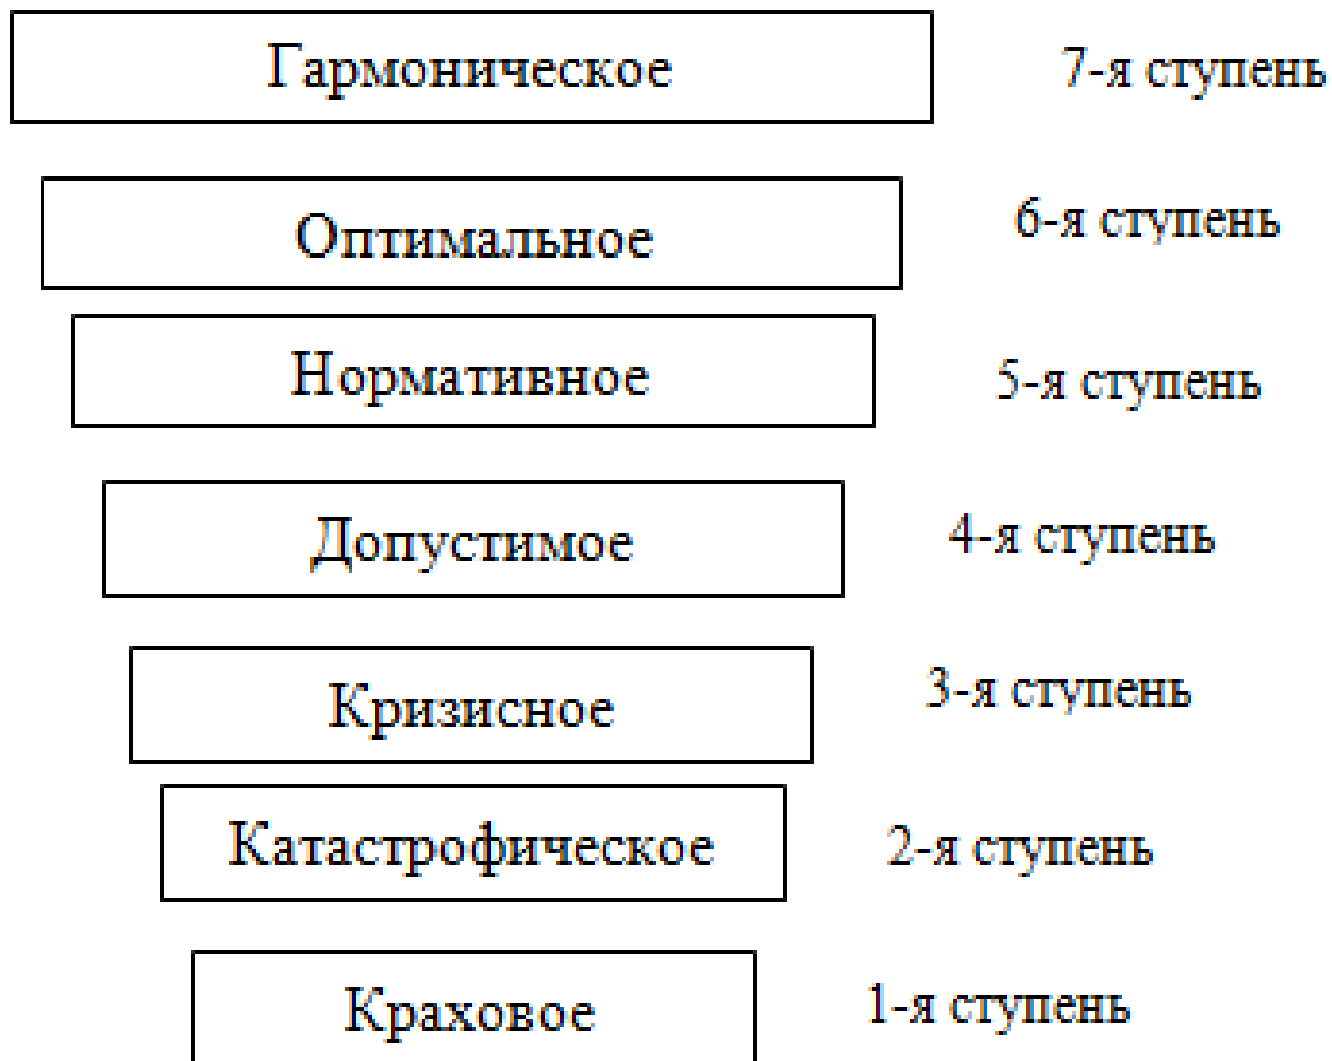 Гармоническое 7-я ступень
Оптимальное 6-я ступень
Нормативное 5-я ступень
Допустимое 4-я ступень
Кризисное 3-я ступень
Катастрофическое 2-я ступень
Краховое 1-я ступень